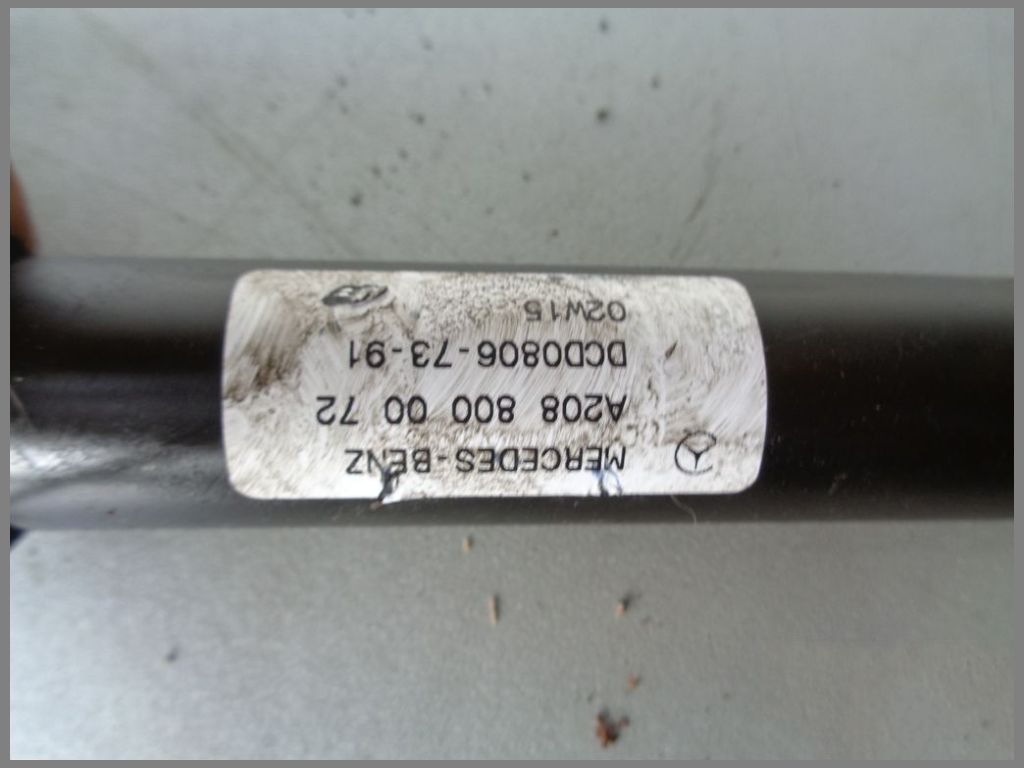 MERCEDES-BENZ
A208 800 00 72
DCD0806-73-91
02W15